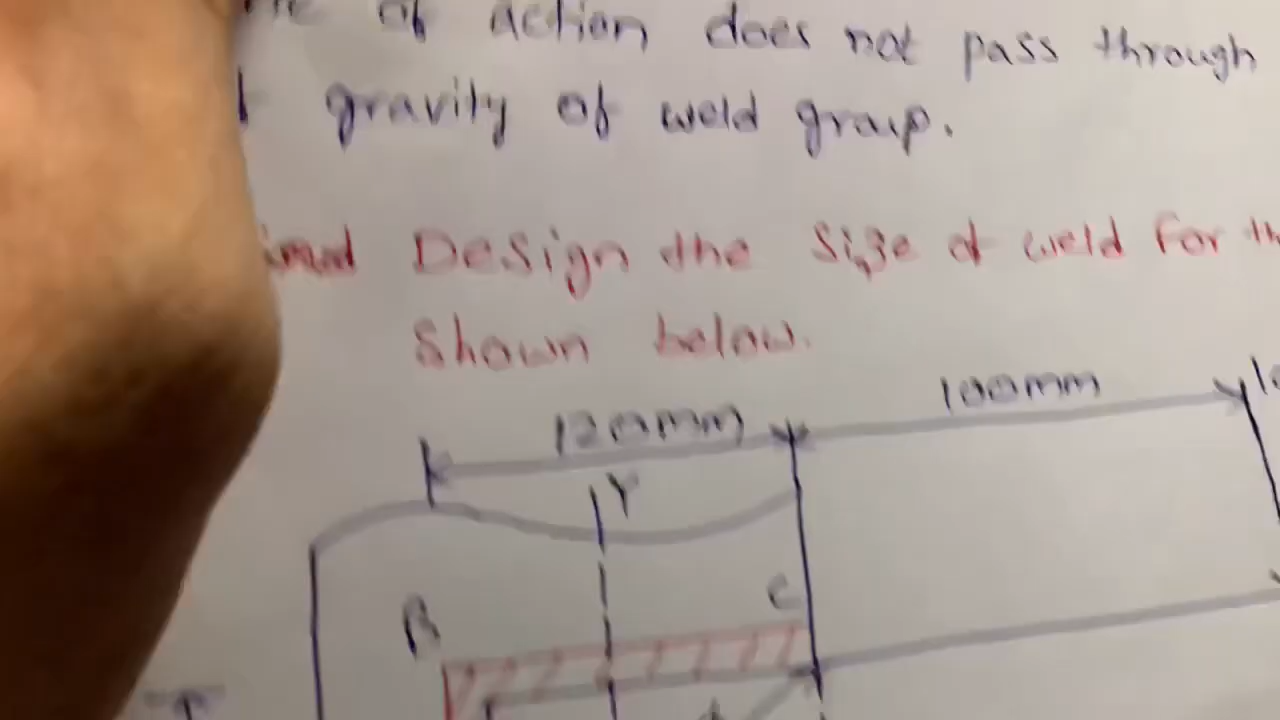 of action does not pass through
gravity of weld group.
Design the size of weld for
Shown below.
120mm
100mm
Y
B
C